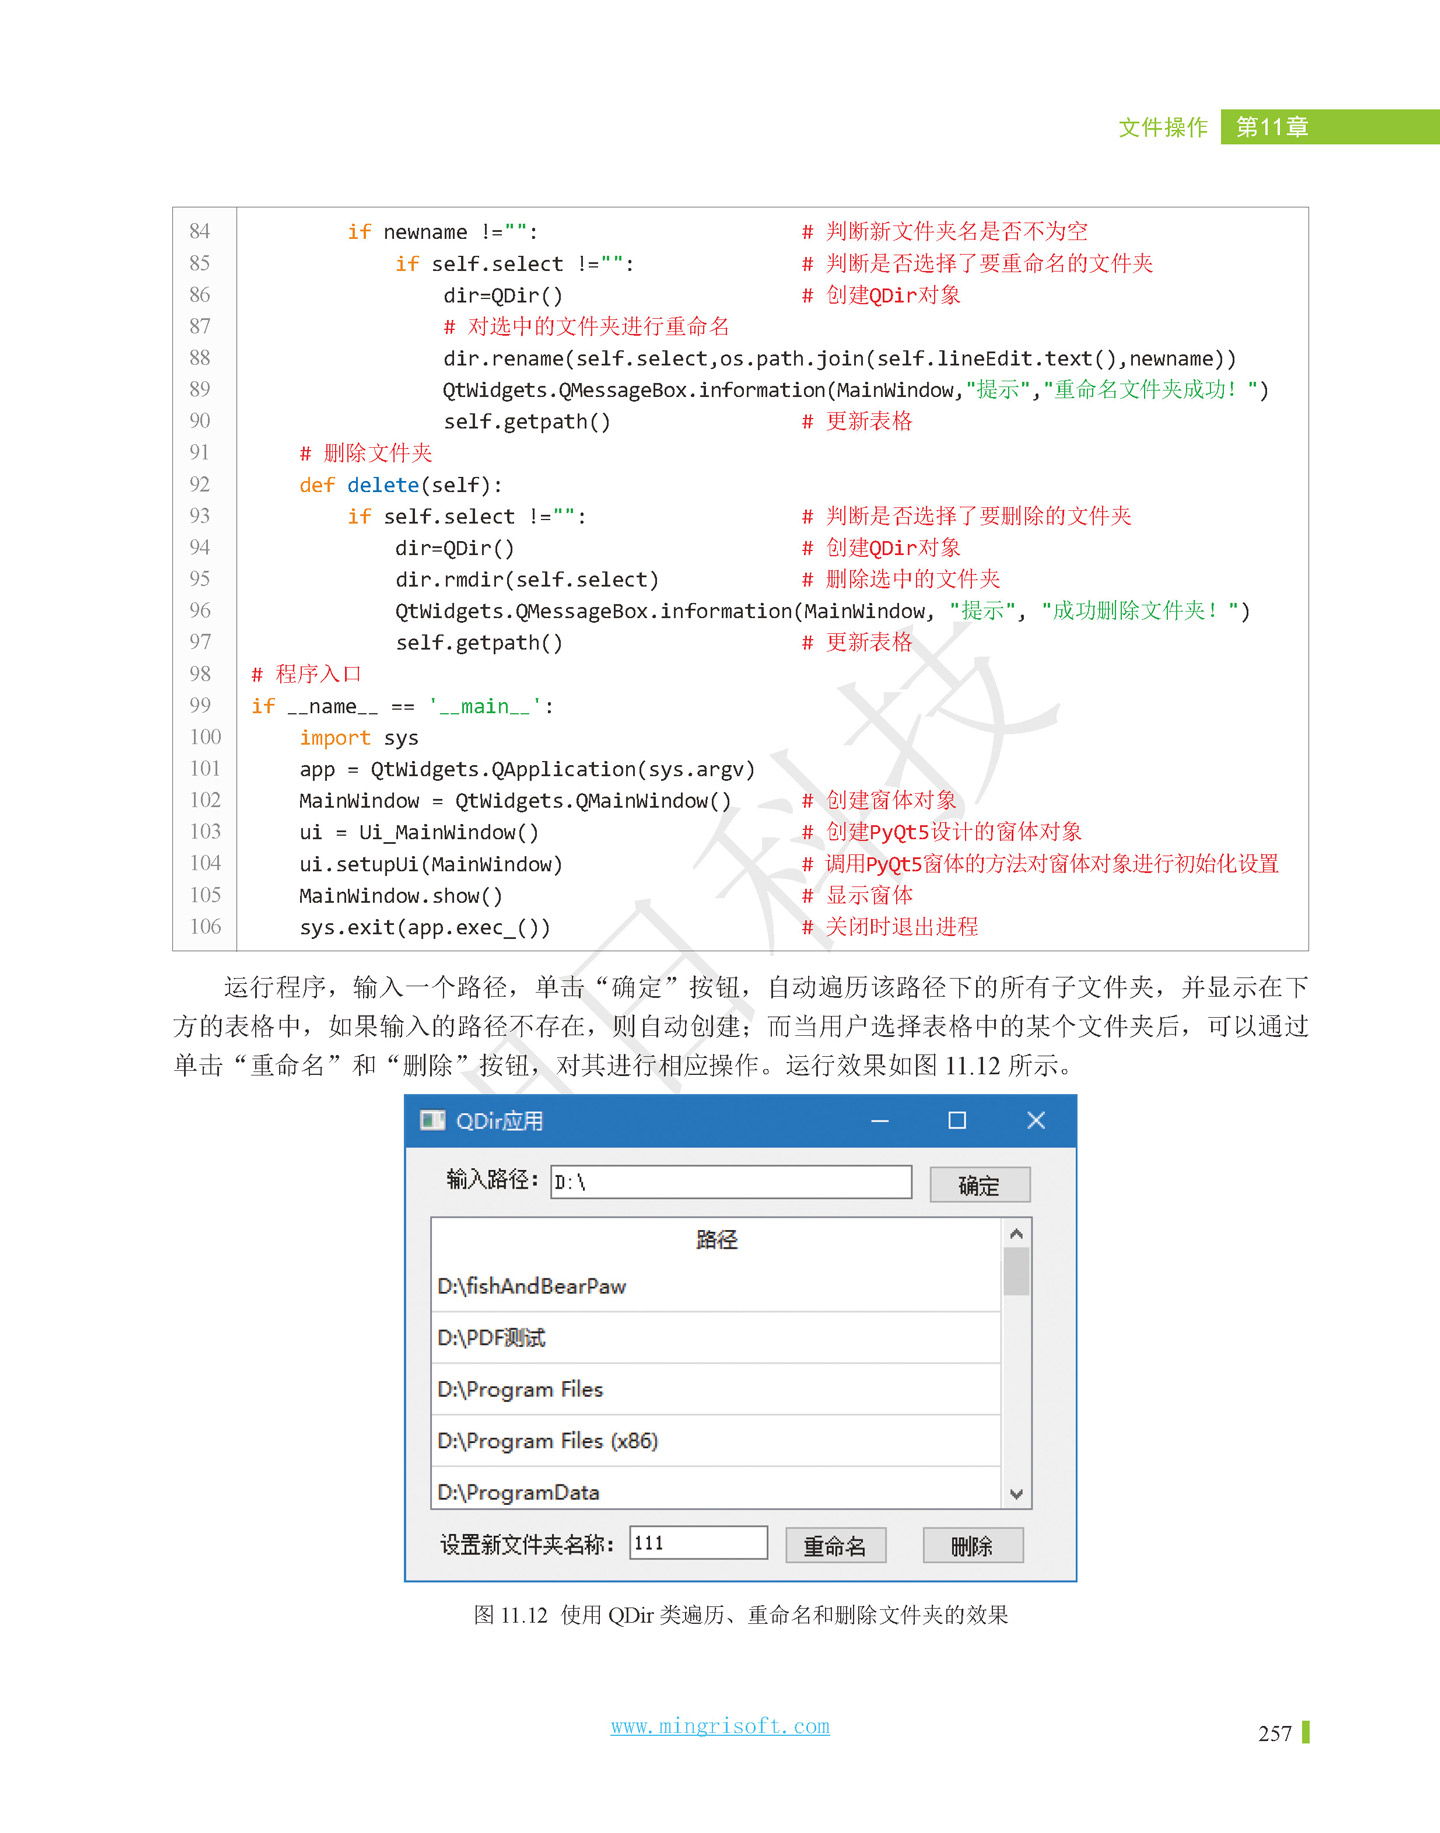 文件操作 第11章
84 if newname !="": # 判断新文件夹名是否不为空
85 if self.select !="": # 判断是否选择了要重命名的文件夹
86 dir=QDir() # 创建QDir对象
87 # 对选中的文件夹进行重命名
88 dir.rename(self.select,os.path.join(self.lineEdit.text(),newname))
89 QtWidgets.QMessageBox.information(MainWindow,"提示","重命名文件夹成功！")
90 self.getpath() # 更新表格
91 # 删除文件夹
92 def delete(self):
93 if self.select !="": # 判断是否选择了要删除的文件夹
94 dir=QDir() # 创建QDir对象
95 dir.rmdir(self.select) # 删除选中的文件夹
96 QtWidgets.QMessageBox.information(MainWindow, "提示", "成功删除文件夹！")
97 self.getpath() # 更新表格
98 # 程序入口
99 if __name__ == '__main__':
100 import sys
101 app = QtWidgets.QApplication(sys.argv)
102 MainWindow = QtWidgets.QMainWindow() # 创建窗体对象
103 ui = Ui_MainWindow() # 创建PyQt5设计的窗体对象
104 ui.setupUi(MainWindow) # 调用PyQt5窗体的方法对窗体对象进行初始化设置
105 MainWindow.show() # 显示窗体
106 sys.exit(app.exec_()) # 关闭时退出进程
运行程序，输入一个路径，单击“确定”按钮，自动遍历该路径下的所有子文件夹，并显示在下
方的表格中，如果输入的路径不存在，则自动创建；而当用户选择表格中的某个文件夹后，可以通过
单击“重命名”和“删除”按钮，对其进行相应操作。运行效果如图 11.12 所示。
QDir应用
输入路径： D:\ 确定
路径
D:\fishAndBearPaw
D:\PDF测试
D:\Program Files
D:\Program Files (x86)
D:\ProgramData
设置新文件夹名称： 111 重命名 删除
图 11.12 使用 QDir 类遍历、重命名和删除文件夹的效果
www.mingrisoft.com
257
明日科技